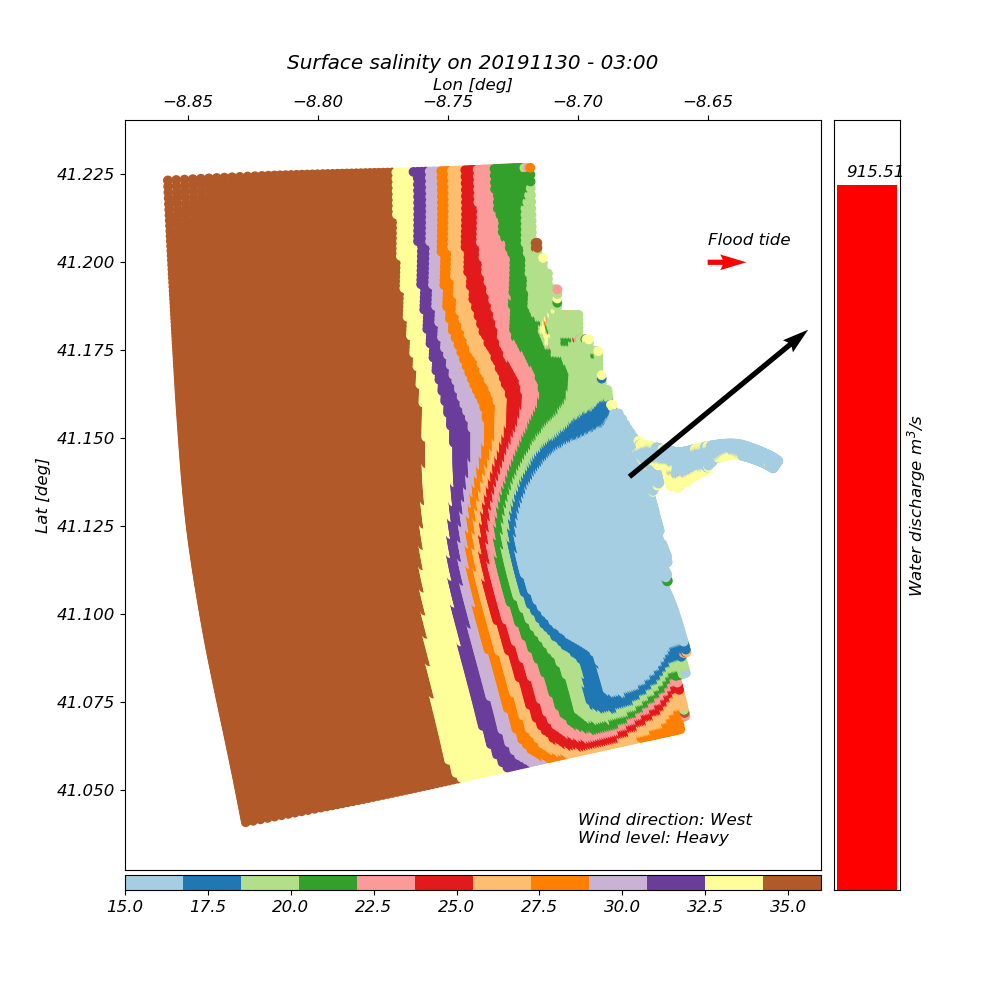 Surface salinity on 20191130 - 03:00
Lon [deg]
−8.85 −8.80 −8.75 −8.70 −8.65
915.51
41.225
41.200
41.175
41.150
41.125
41.100
41.075
41.050
Lat [deg]
Flood tide
Water discharge m³/s
Wind direction: West
Wind level: Heavy
15.0 17.5 20.0 22.5 25.0 27.5 30.0 32.5 35.0